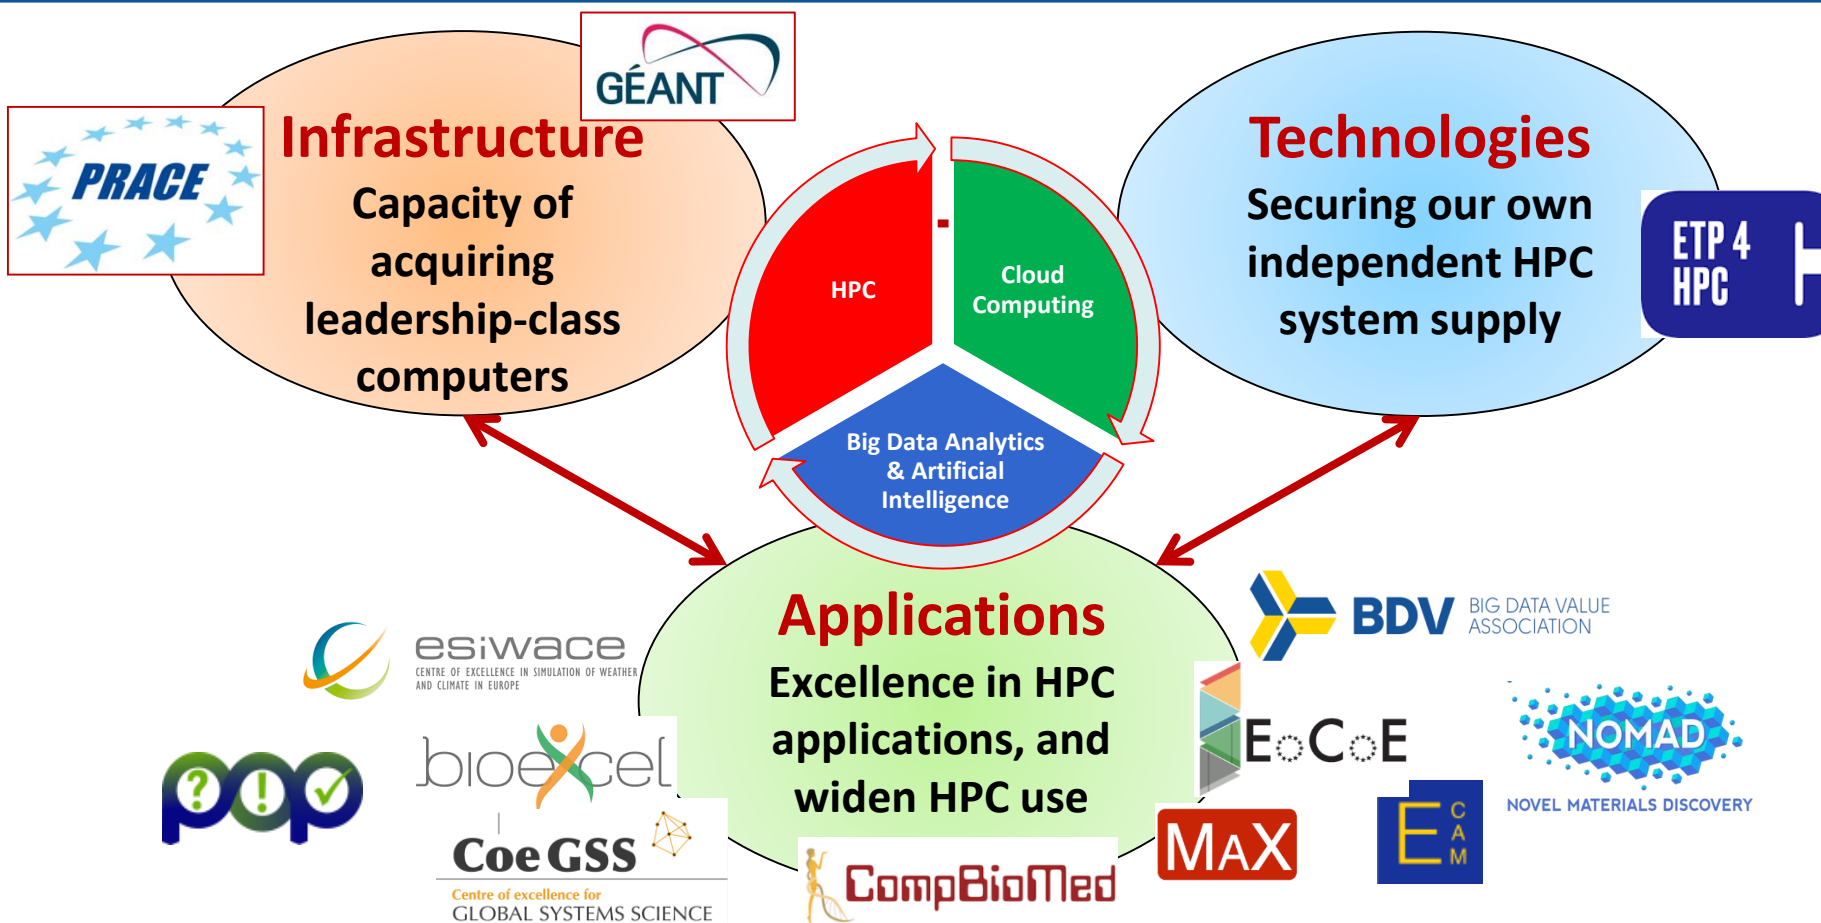 GÉANT
PRACE
Infrastructure
Capacity of
acquiring
leadership-class
computers
Technologies
Securing our own
independent HPC
system supply
ETP 4
HPC
H
HPC
-
Cloud
Computing
Big Data Analytics
& Artificial
Intelligence
Applications
Excellence in HPC
applications, and
widen HPC use
esiwace
CENTRE OF EXCELLENCE IN SIMULATION OF WEATHER
AND CLIMATE IN EUROPE
bioexcel
pop
?!
CoeGSS
Centre of excellence for
GLOBAL SYSTEMS SCIENCE
CompBioMed
BDV
BIG DATA VALUE
ASSOCIATION
EoCoE
NOMAD
NOVEL MATERIALS DISCOVERY
MAX
E CAM